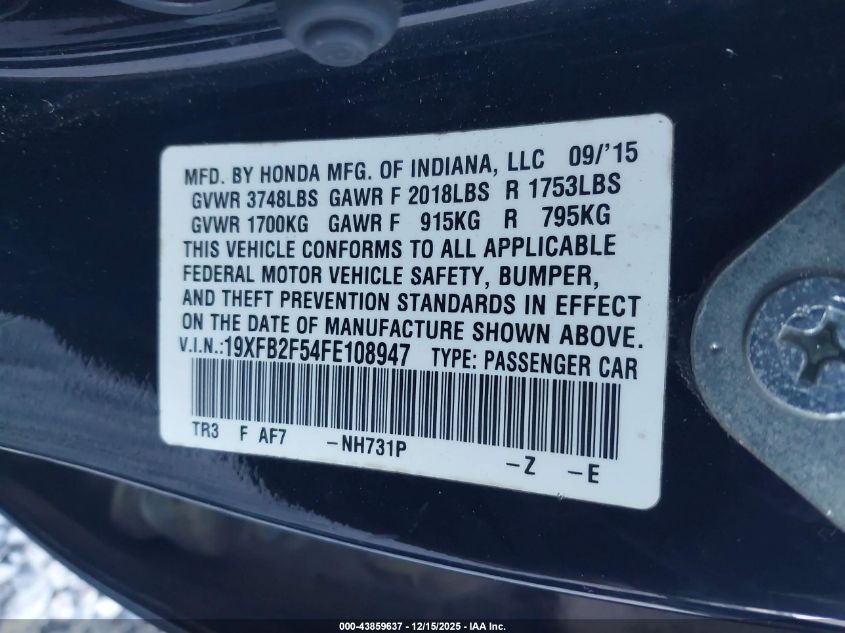 MFD. BY HONDA MFG. OF INDIANA, LLC 09/'15
GVWR 3748LBS GAWR F 2018LBS R 1753LBS
GVWR 1700KG GAWR F 915KG R 795KG
THIS VEHICLE CONFORMS TO ALL APPLICABLE
FEDERAL MOTOR VEHICLE SAFETY, BUMPER,
AND THEFT PREVENTION STANDARDS IN EFFECT
ON THE DATE OF MANUFACTURE SHOWN ABOVE.
V.I.N.:19XFB2F54FE108947 TYPE: PASSENGER CAR
TR3 F AF7 -NH731P -Z -E
000-43859637 - 12/15/2025 - IAA Inc.